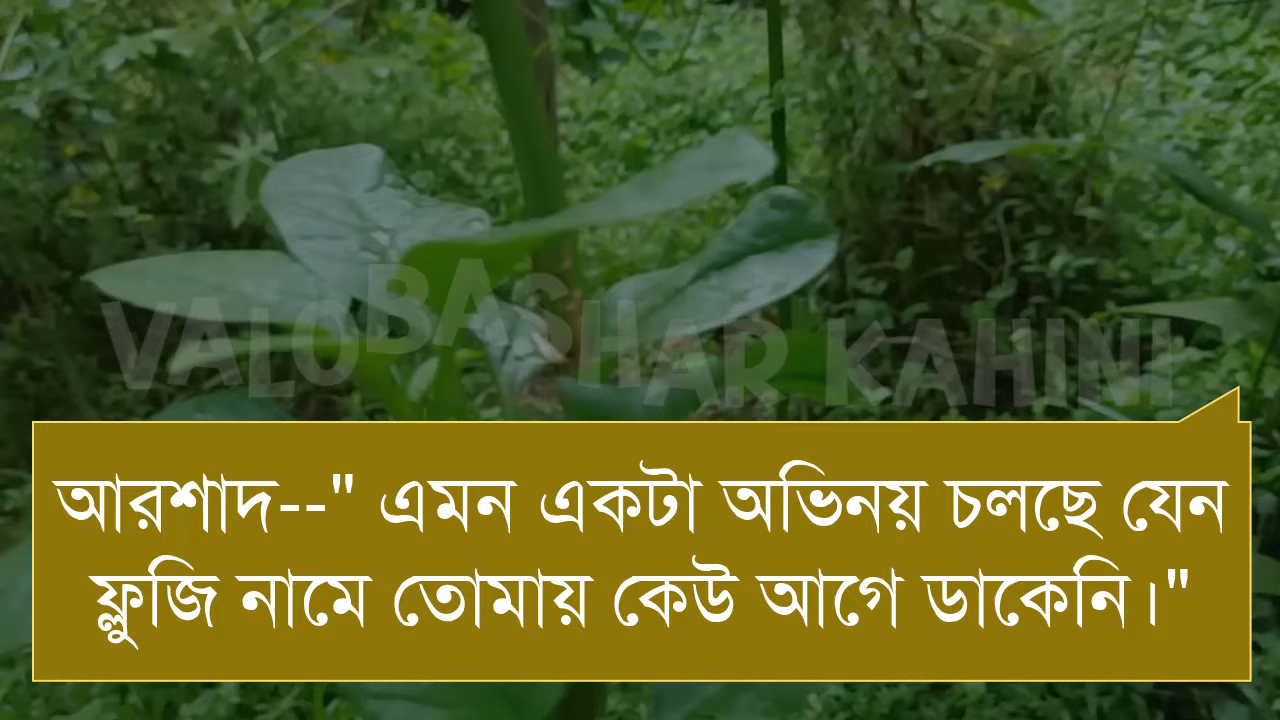 VALOBASHAR KAHINI
আরশাদ--" এমন একটা অভিনয় চলছে যেন
ফ্লুজি নামে তোমায় কেউ আগে ডাকেনি।"